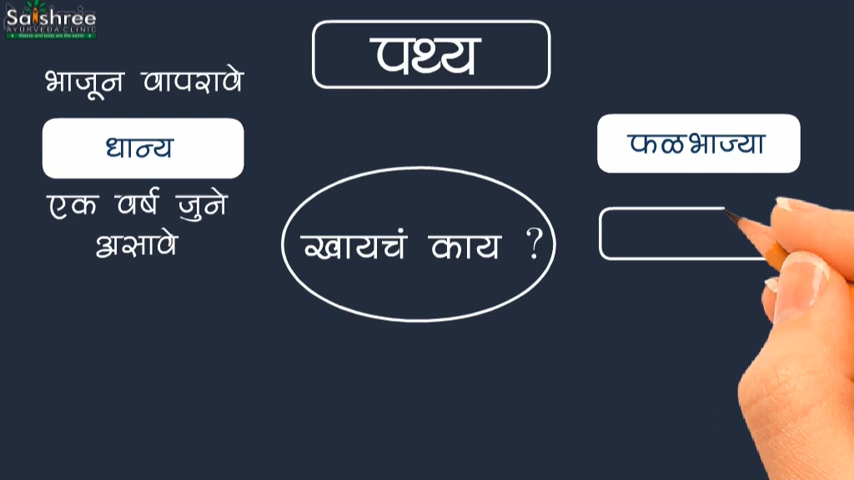 Saishree
AYURVEDA CLINIC
पथ्य
भाजून वापरावे
धान्य
एक वर्ष जुने
असावे
खायचं काय ?
फळभाज्या